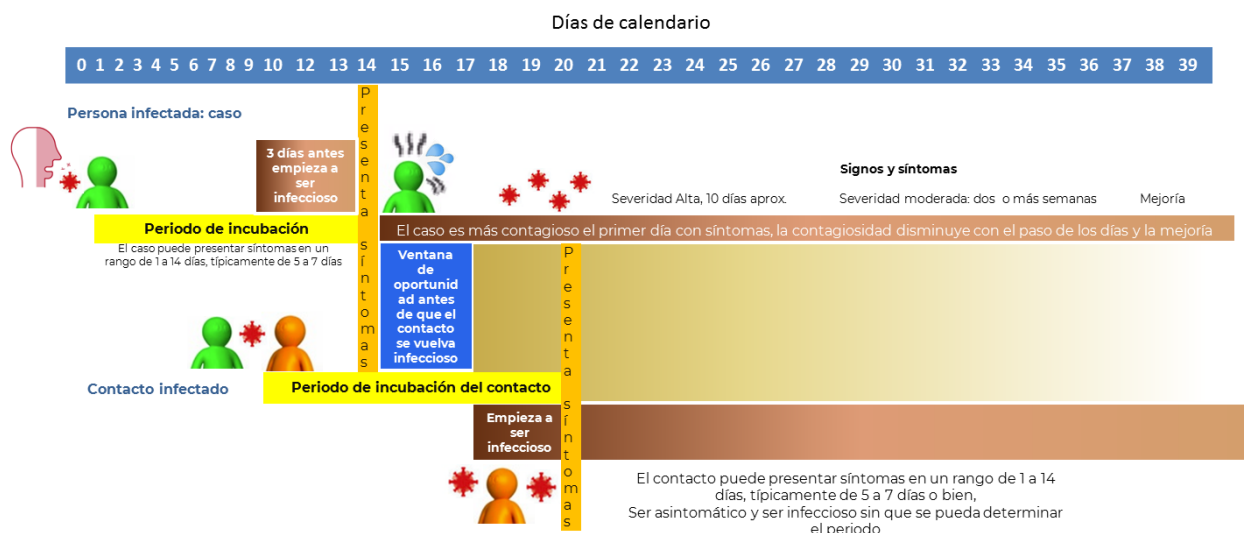 Días de calendario
0 1 2 3 4 5 6 7 8 9 10 12 13 14 15 16 17 18 19 20 21 22 23 24 25 26 27 28 29 30 31 32 33 34 35 36 37 38 39
Persona infectada: caso
3 días antes
empieza a
ser
infeccioso
Presenta síntomas
Signos y síntomas
Severidad Alta, 10 días aprox.
Severidad moderada: dos o más semanas
Mejoría
Periodo de incubación
El caso es más contagioso el primer día con síntomas, la contagiosidad disminuye con el paso de los días y la mejoría
El caso puede presentar síntomas en un
rango de 1 a 14 días, típicamente de 5 a 7 días
Ventana
de
oportunid
ad antes
de que el
contacto
se vuelva
infeccioso
Presenta síntomas
Contacto infectado
Periodo de incubación del contacto
Empieza a
ser
infeccioso
El contacto puede presentar síntomas en un rango de 1 a 14
días, típicamente de 5 a 7 días o bien,
Ser asintomático y ser infeccioso sin que se pueda determinar
el periodo